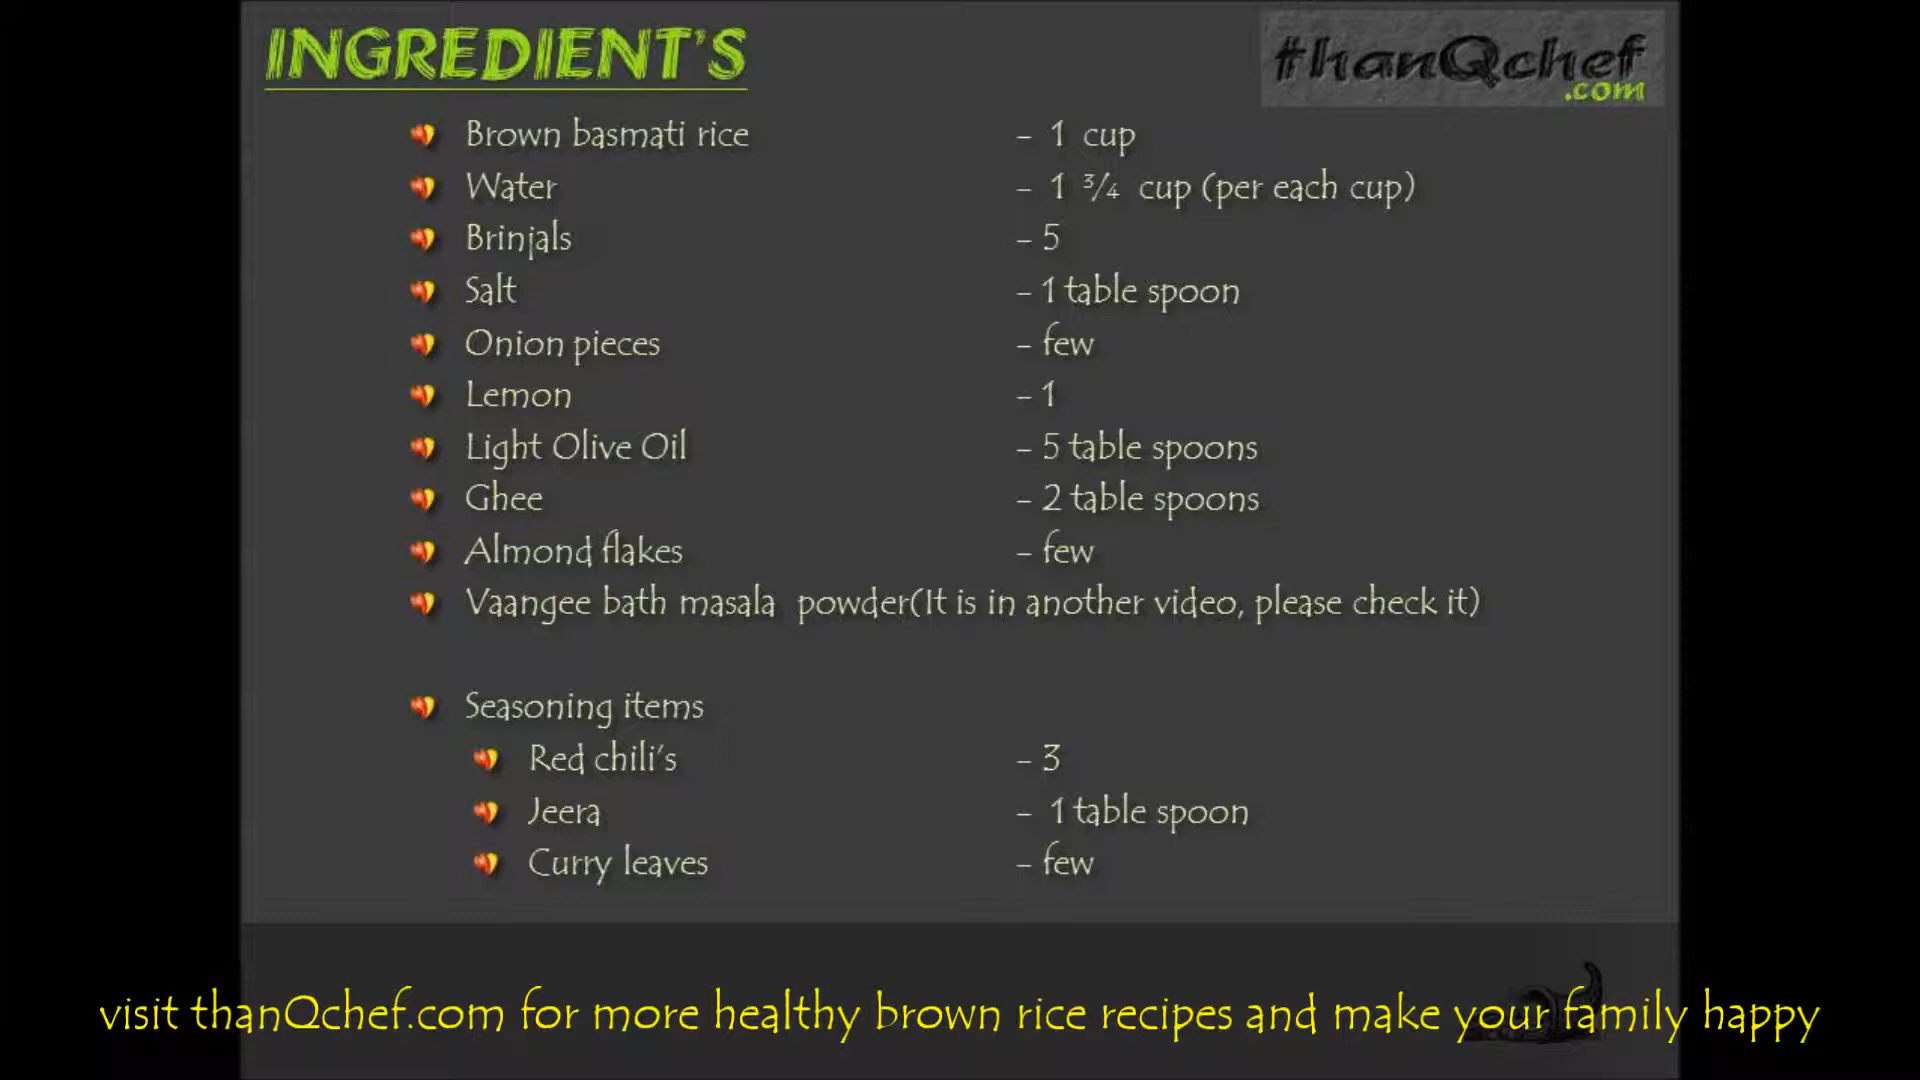 INGREDIENT'S
thanQchef
.com
Brown basmati rice - 1 cup
Water - 1 ¾ cup (per each cup)
Brinjals - 5
Salt - 1 table spoon
Onion pieces - few
Lemon - 1
Light Olive Oil - 5 table spoons
Ghee - 2 table spoons
Almond flakes - few
Vaangee bath masala powder(It is in another video, please check it)
Seasoning items
Red chili's - 3
Jeera - 1 table spoon
Curry leaves - few
visit thanQchef.com for more healthy brown rice recipes and make your family happy